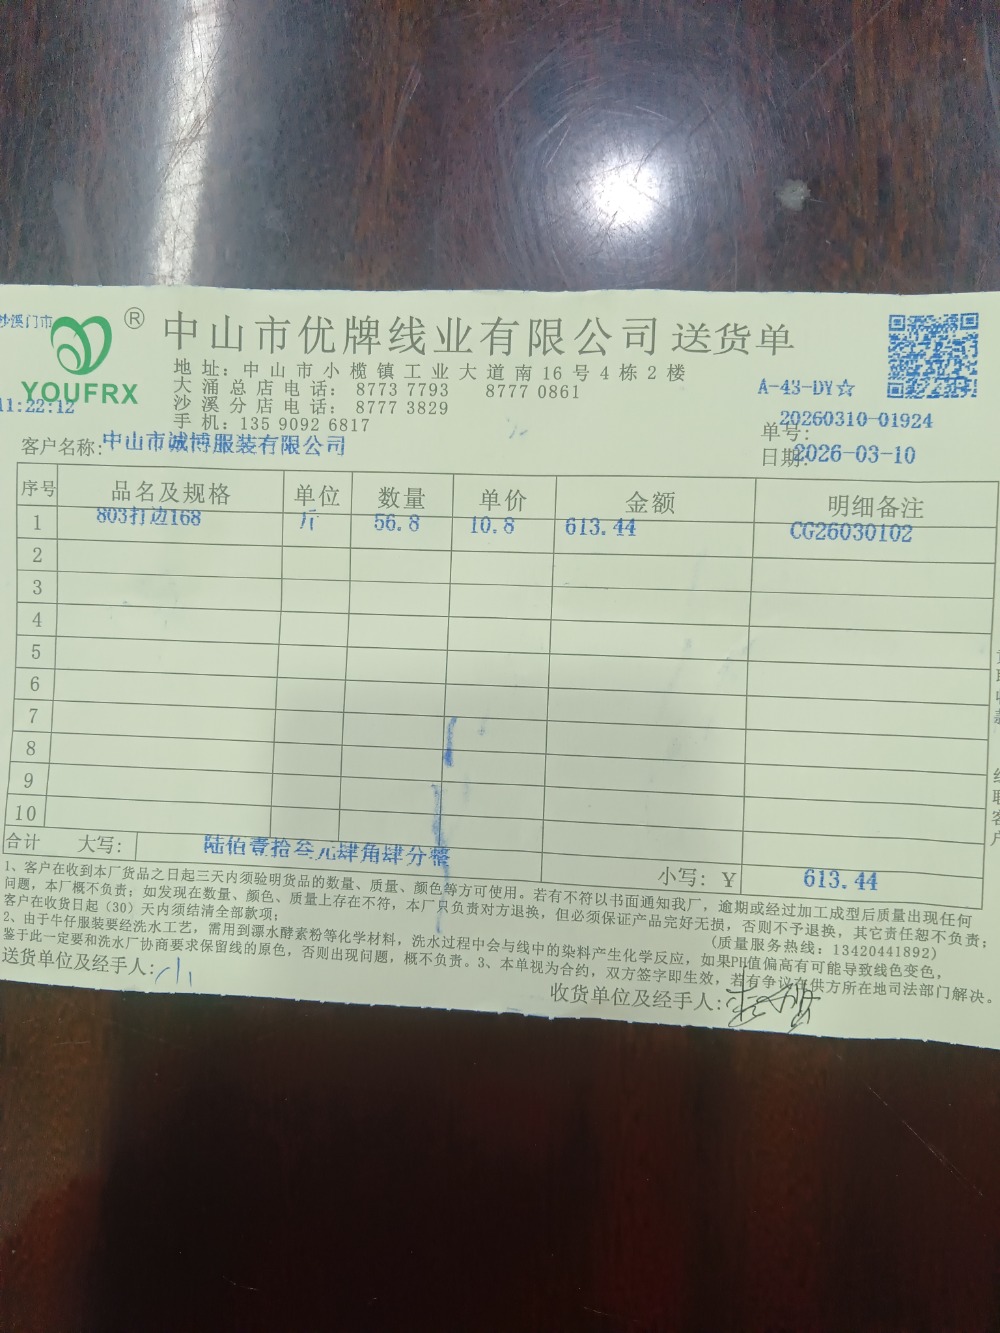 沙溪门市
YOUFRX
®
11:22:12
中山市优牌线业有限公司 送货单
地址：中山市小榄镇工业大道南16号4栋2楼
大涌总店电话： 8773 7793 8777 0861
沙溪分店电话： 8777 3829
手机：135 9092 6817
A-43-DY☆
单号: 20260310-01924
客户名称: 中山市诚博服装有限公司
日期: 2026-03-10
序号 品名及规格 单位 数量 单价 金额 明细备注
1 803打边168 斤 56.8 10.8 613.44 CG26030102
2
3
4
5
6
7
8
9
10
合计 大写: 陆佰壹拾叁元肆角肆分整 小写: ¥ 613.44
1、客户在收到本厂货品之日起三天内须验明货品的数量、质量、颜色等方可使用。若有不符以书面通知我厂，逾期或经过加工成型后质量出现任何
问题，本厂概不负责；如发现在数量、颜色、质量上存在不符，本厂只负责对方退换，但必须保证产品完好无损，否则不予退换，其它责任恕不负责；
客户在收货日起（30）天内须结清全部款项； (质量服务热线：13420441892)
2、由于牛仔服装要经洗水工艺，需用到漂水酵素粉等化学材料，洗水过程中会与线中的染料产生化学反应，如果PH值偏高有可能导致线色变色，
鉴于此一定要和洗水厂协商要求保留线的原色，否则出现问题，概不负责。3、本单视为合约，双方签字即生效，若有争议在供方所在地司法部门解决。
送货单位及经手人: 小
收货单位及经手人: